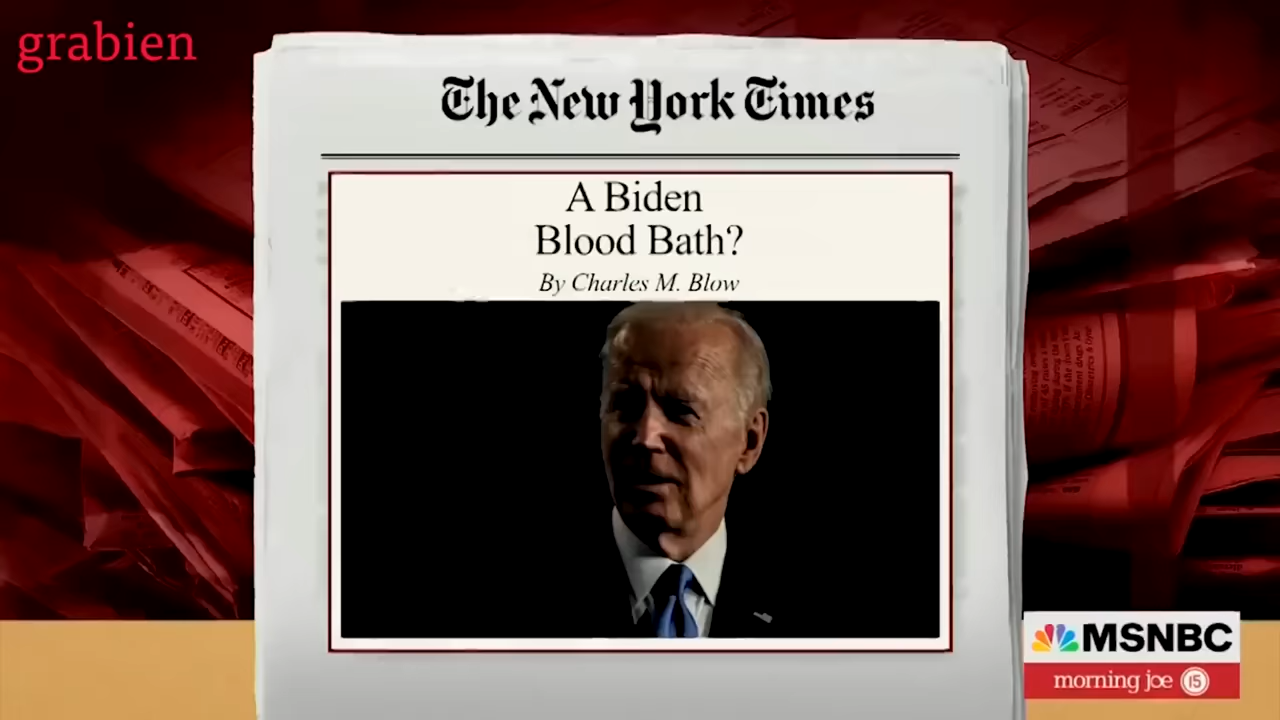 grabien
The New York Times
A Biden
Blood Bath?
By Charles M. Blow
MSNBC
morning joe 15